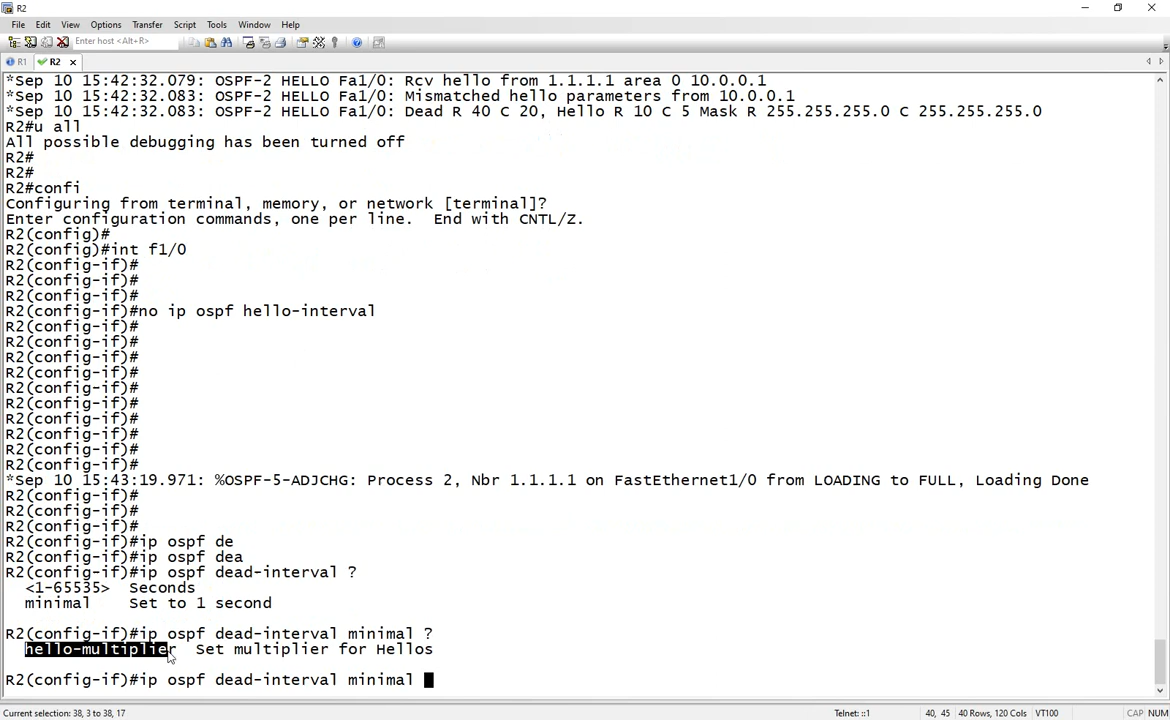 R2
File Edit View Options Transfer Script Tools Window Help
Enter host <Alt+R>
R1 R2
*Sep 10 15:42:32.079: OSPF-2 HELLO Fa1/0: Rcv hello from 1.1.1.1 area 0 10.0.0.1
*Sep 10 15:42:32.083: OSPF-2 HELLO Fa1/0: Mismatched hello parameters from 10.0.0.1
*Sep 10 15:42:32.083: OSPF-2 HELLO Fa1/0: Dead R 40 C 20, Hello R 10 C 5 Mask R 255.255.255.0 C 255.255.255.0
R2#u all
All possible debugging has been turned off
R2#
R2#
R2#confi
Configuring from terminal, memory, or network [terminal]?
Enter configuration commands, one per line.  End with CNTL/Z.
R2(config)#
R2(config)#int f1/0
R2(config-if)#
R2(config-if)#
R2(config-if)#
R2(config-if)#no ip ospf hello-interval
R2(config-if)#
R2(config-if)#
R2(config-if)#
R2(config-if)#
R2(config-if)#
R2(config-if)#
R2(config-if)#
R2(config-if)#
R2(config-if)#
R2(config-if)#
*Sep 10 15:43:19.971: %OSPF-5-ADJCHG: Process 2, Nbr 1.1.1.1 on FastEthernet1/0 from LOADING to FULL, Loading Done
R2(config-if)#
R2(config-if)#
R2(config-if)#
R2(config-if)#ip ospf de
R2(config-if)#ip ospf dea
R2(config-if)#ip ospf dead-interval ?
<1-65535>  Seconds
minimal    Set to 1 second
R2(config-if)#ip ospf dead-interval minimal ?
hello-multiplier  Set multiplier for Hellos
R2(config-if)#ip ospf dead-interval minimal
Current selection: 38, 3 to 38, 17 Telnet: ::1 40, 45 40 Rows, 120 Cols VT100 CAP NUM